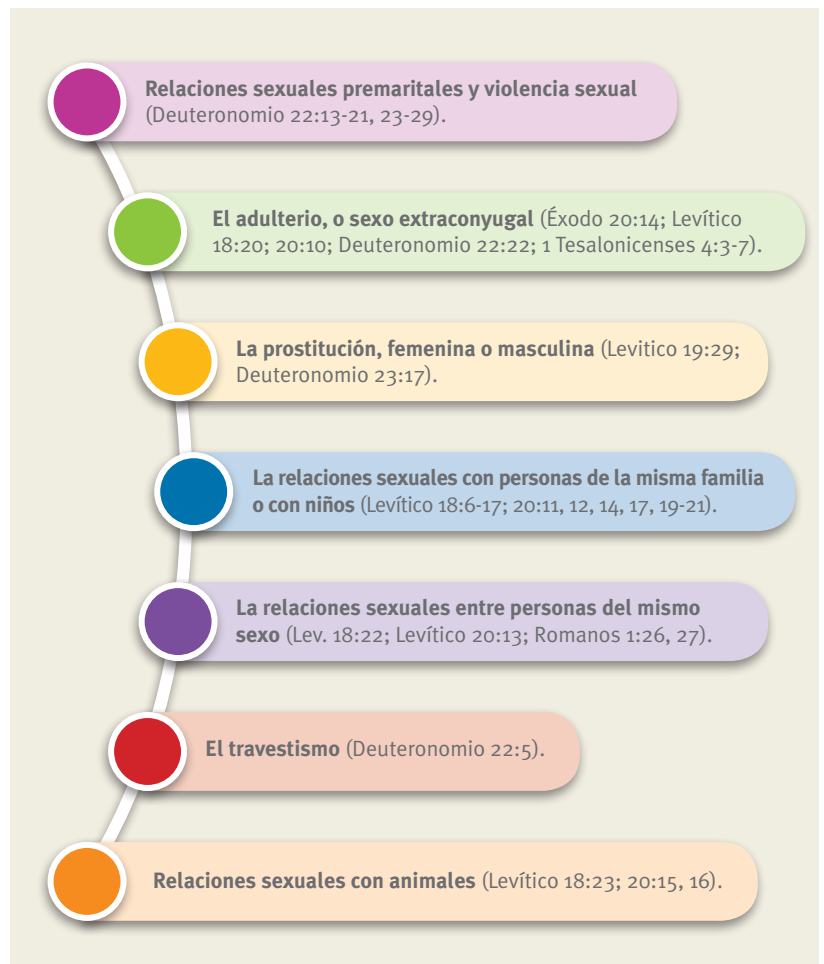 Relaciones sexuales premaritales y violencia sexual
(Deuteronomio 22:13-21, 23-29).
El adulterio, o sexo extraconyugal (Éxodo 20:14; Levítico
18:20; 20:10; Deuteronomio 22:22; 1 Tesalonicenses 4:3-7).
La prostitución, femenina o masculina (Levitico 19:29;
Deuteronomio 23:17).
La relaciones sexuales con personas de la misma familia
o con niños (Levítico 18:6-17; 20:11, 12, 14, 17, 19-21).
La relaciones sexuales entre personas del mismo
sexo (Lev. 18:22; Levítico 20:13; Romanos 1:26, 27).
El travestismo (Deuteronomio 22:5).
Relaciones sexuales con animales (Levítico 18:23; 20:15, 16).